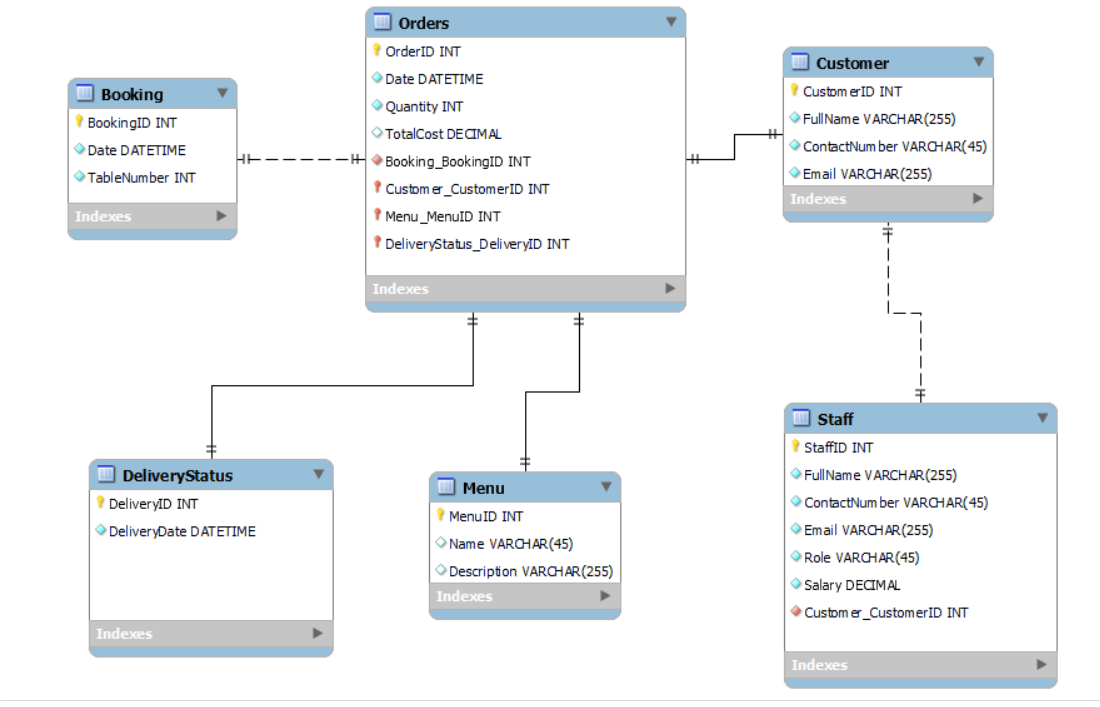 Orders
OrderID INT
Date DATETIME
Quantity INT
TotalCost DECIMAL
Booking_BookingID INT
Customer_CustomerID INT
Menu_MenuID INT
DeliveryStatus_DeliveryID INT
Indexes
Booking
BookingID INT
Date DATETIME
TableNumber INT
Indexes
Customer
CustomerID INT
FullName VARCHAR(255)
ContactNumber VARCHAR(45)
Email VARCHAR(255)
Indexes
DeliveryStatus
DeliveryID INT
DeliveryDate DATETIME
Indexes
Menu
MenuID INT
Name VARCHAR(45)
Description VARCHAR(255)
Indexes
Staff
StaffID INT
FullName VARCHAR(255)
ContactNumber VARCHAR(45)
Email VARCHAR(255)
Role VARCHAR(45)
Salary DECIMAL
Customer_CustomerID INT
Indexes